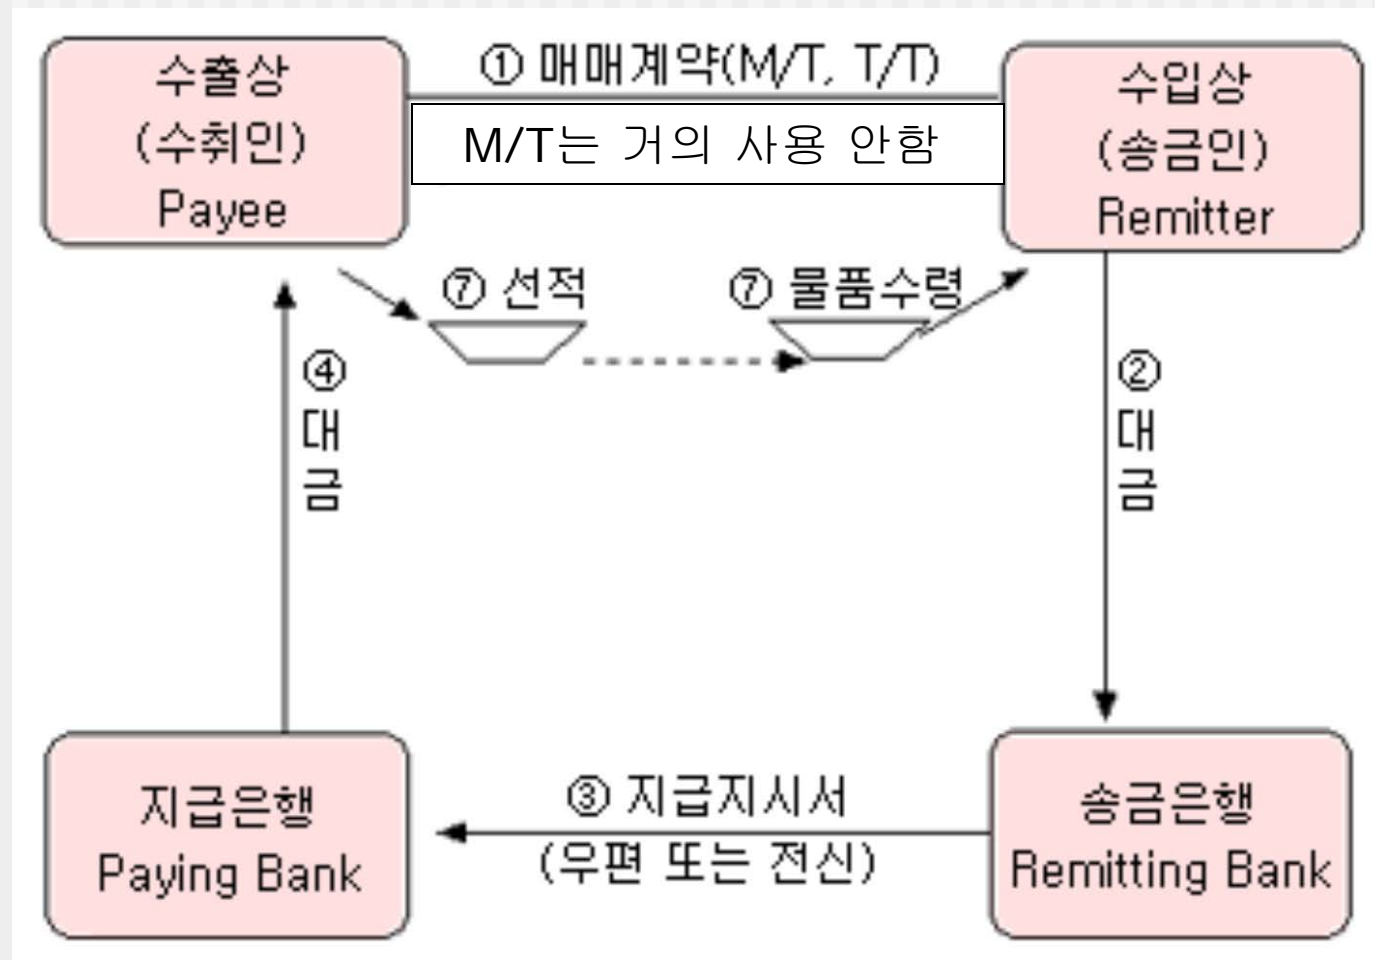 수출상
(수취인)
Payee
① 매매계약(M/T, T/T)
M/T는 거의 사용 안함
수입상
(송금인)
Remitter
⑦ 선적
⑦ 물품수령
④
대
금
②
대
금
지급은행
Paying Bank
③ 지급지시서
(우편 또는 전신)
송금은행
Remitting Bank